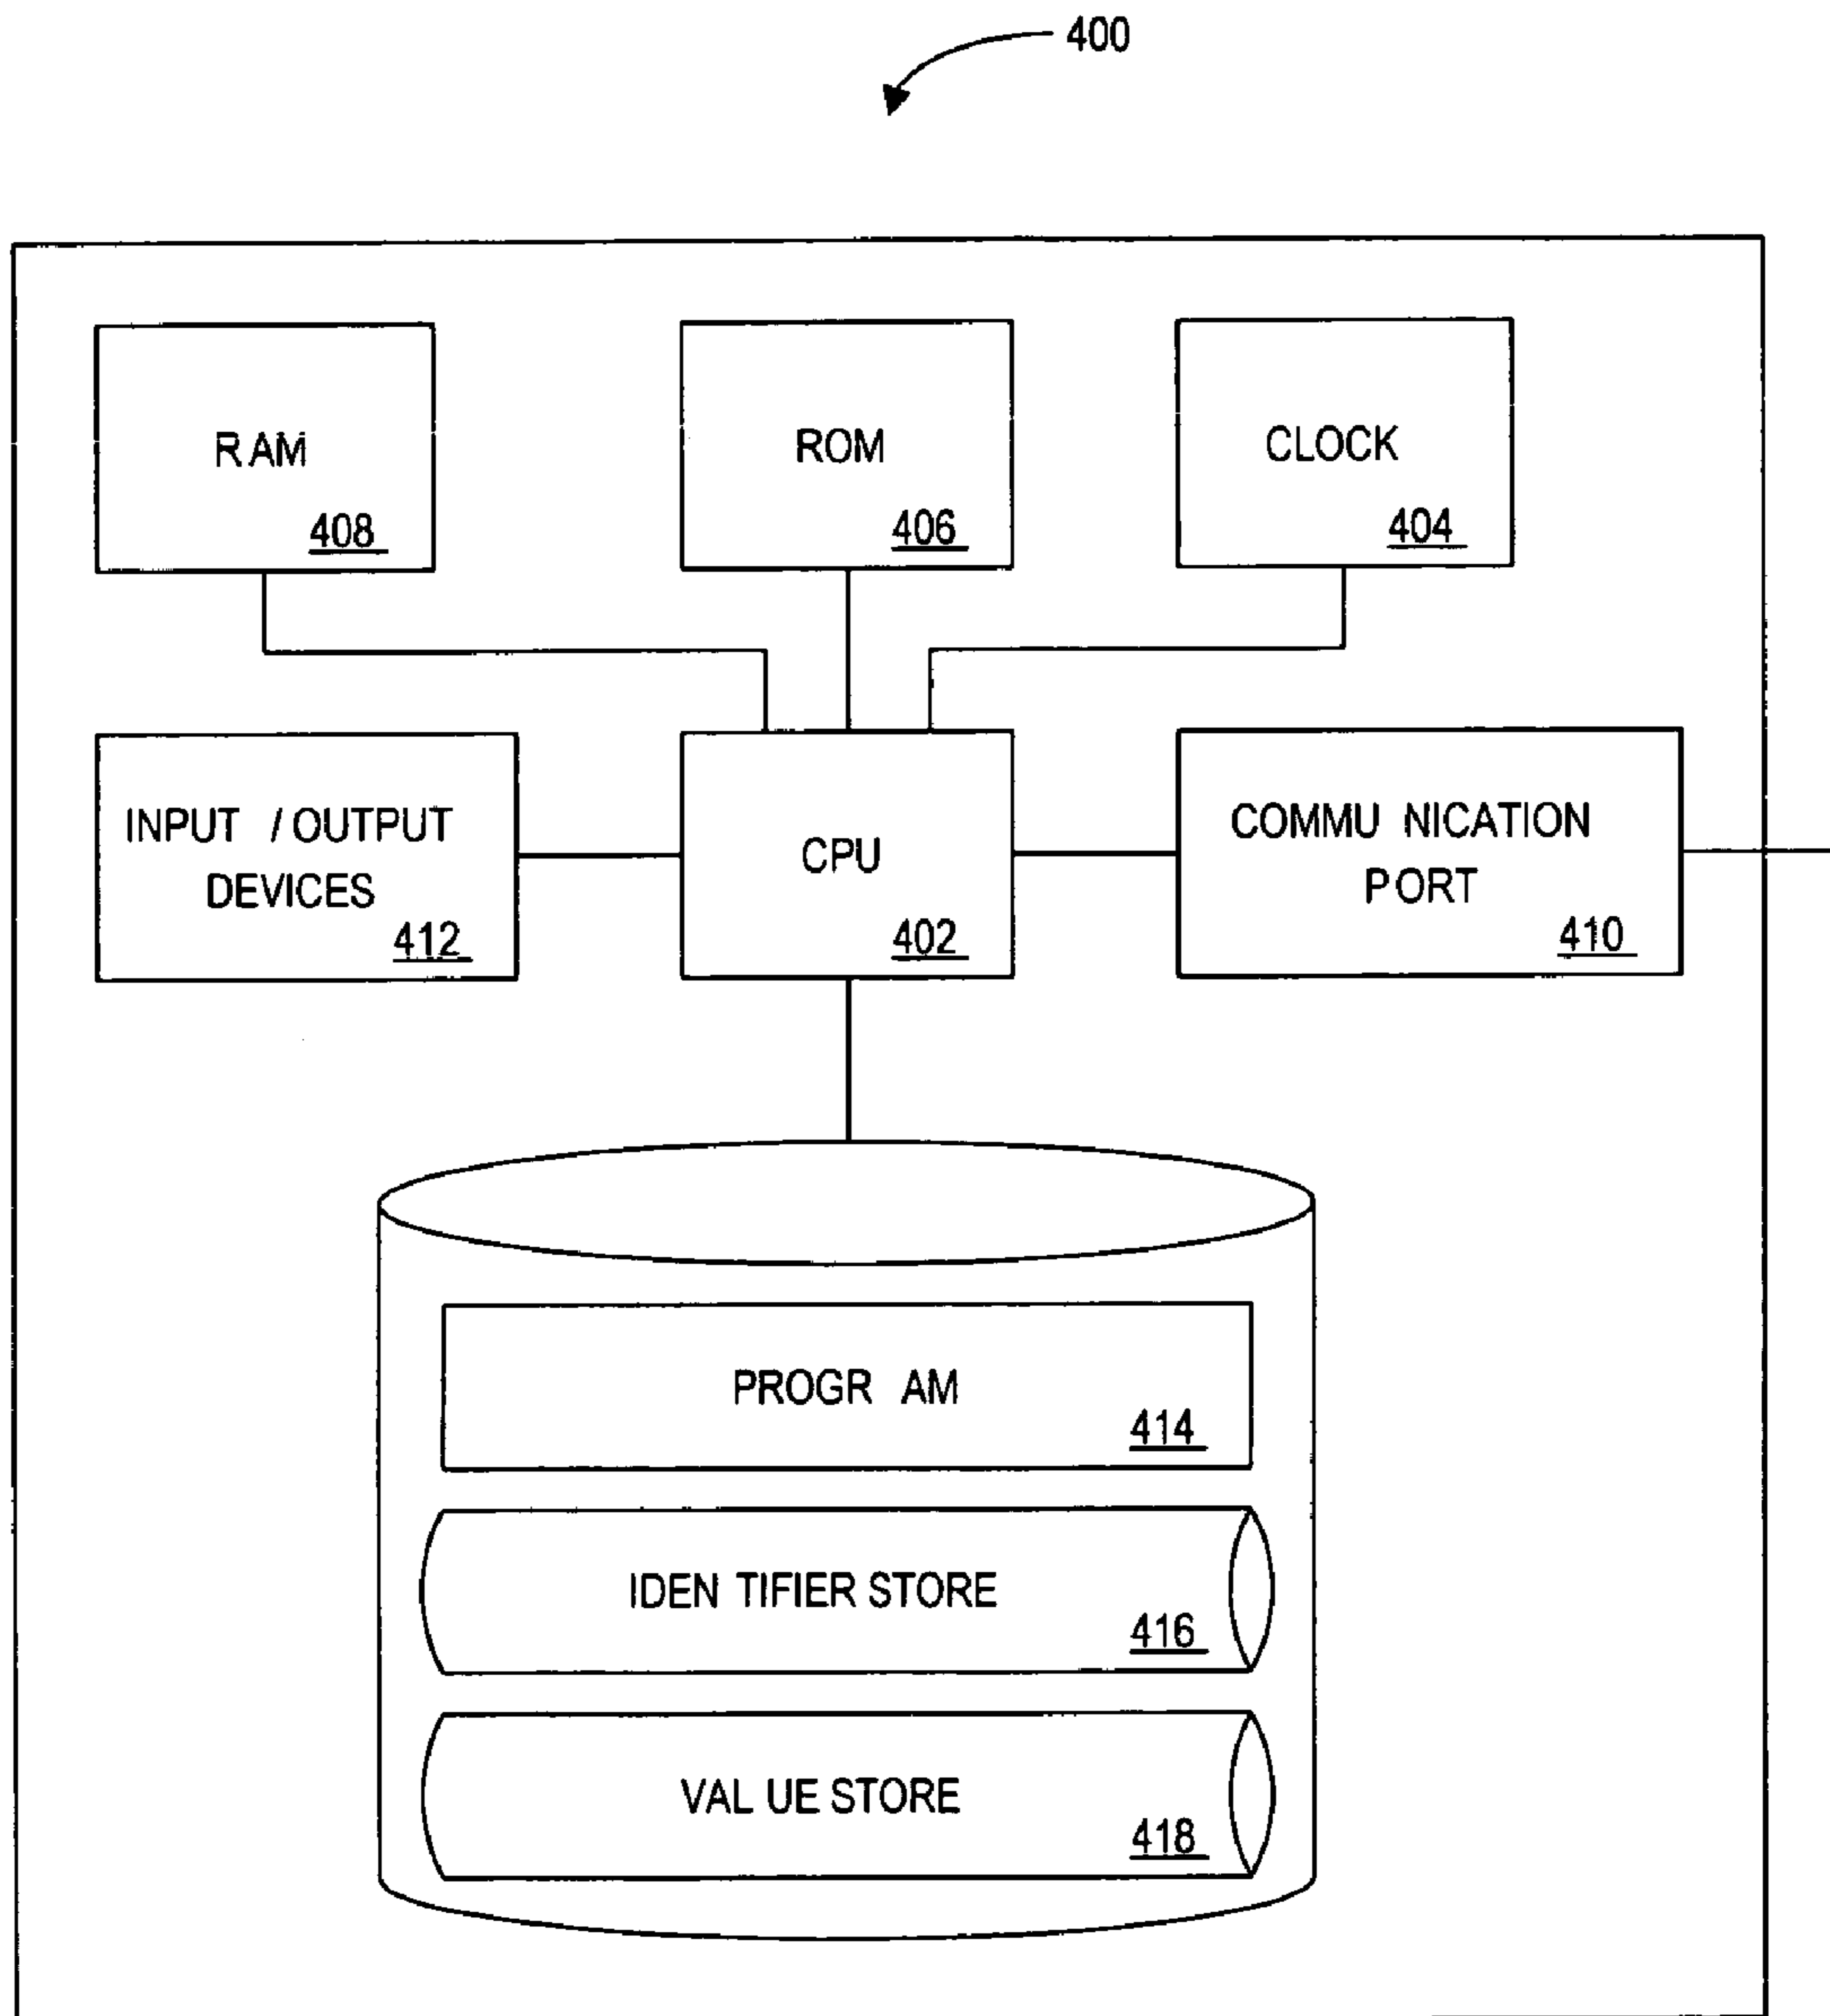 400
RAM
408
ROM
406
CLOCK
404
INPUT / OUTPUT
DEVICES
412
CPU
402
COMMU NICATION
PORT
410
PROGR AM
414
IDEN TIFIER STORE
416
VAL UE STORE
418